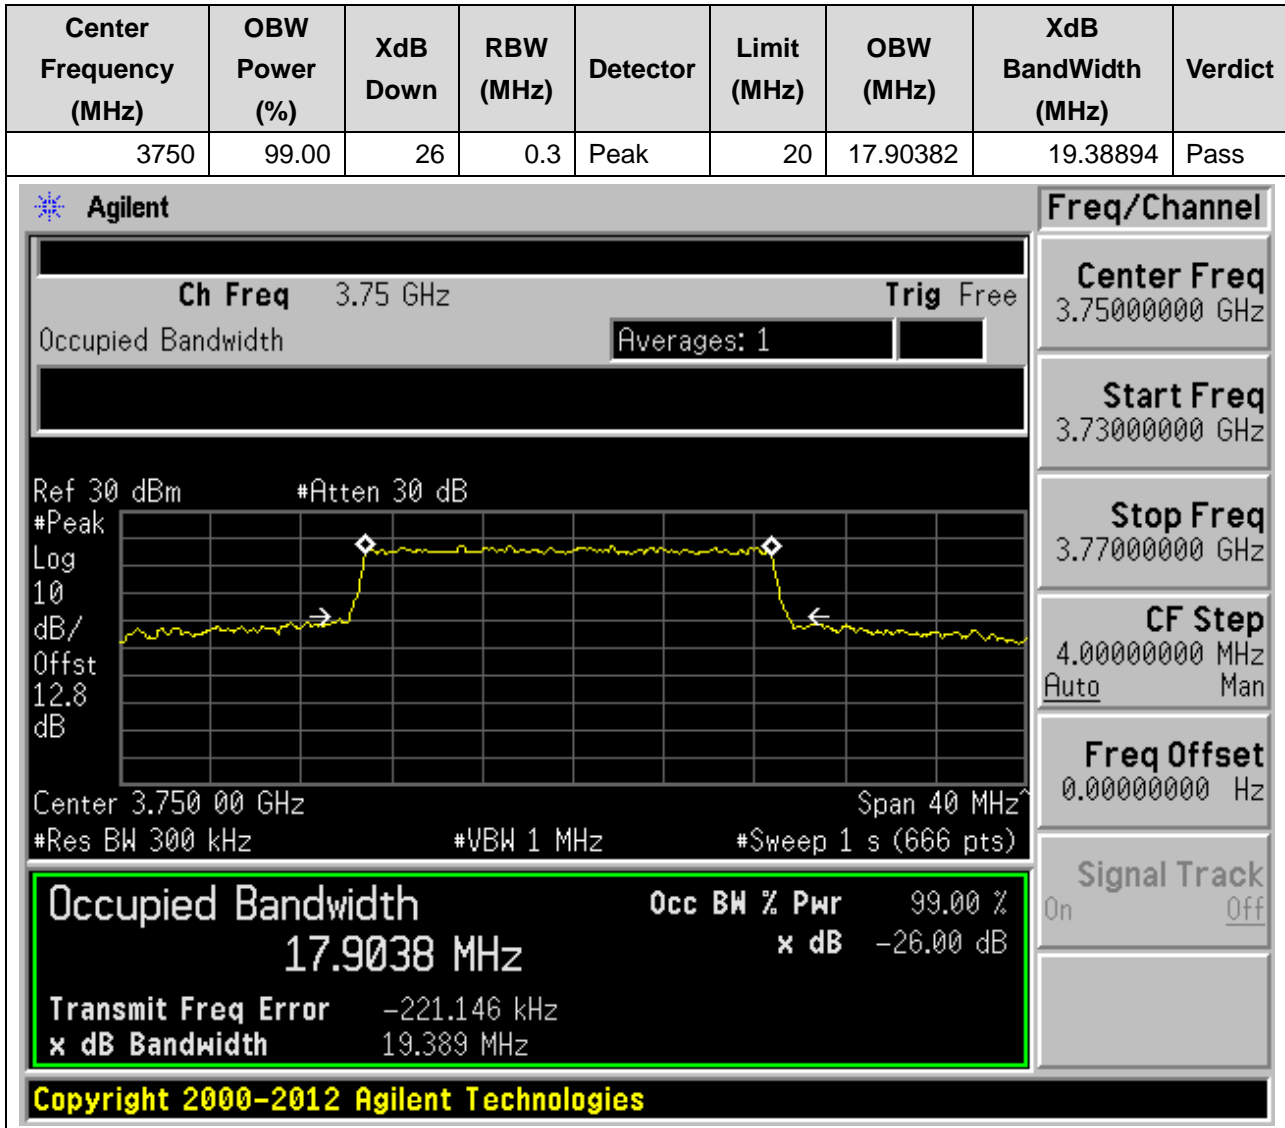 Center Frequency (MHz) OBW Power (%) XdB Down RBW (MHz) Detector Limit (MHz) OBW (MHz) XdB BandWidth (MHz) Verdict
3750 99.00 26 0.3 Peak 20 17.90382 19.38894 Pass
Agilent
Freq/Channel
Ch Freq 3.75 GHz Trig Free
Occupied Bandwidth Averages: 1
Center Freq
3.75000000 GHz
Start Freq
3.73000000 GHz
Stop Freq
3.77000000 GHz
CF Step
4.00000000 MHz
Auto Man
Freq Offset
0.00000000 Hz
Signal Track
On Off
Ref 30 dBm #Atten 30 dB
#Peak
Log
10
dB/
Offst
12.8
dB
Center 3.750 00 GHz Span 40 MHz^
#Res BW 300 kHz #VBW 1 MHz #Sweep 1 s (666 pts)
Occupied Bandwidth Occ BW % Pwr 99.00 %
17.9038 MHz x dB -26.00 dB
Transmit Freq Error -221.146 kHz
x dB Bandwidth 19.389 MHz
Copyright 2000-2012 Agilent Technologies